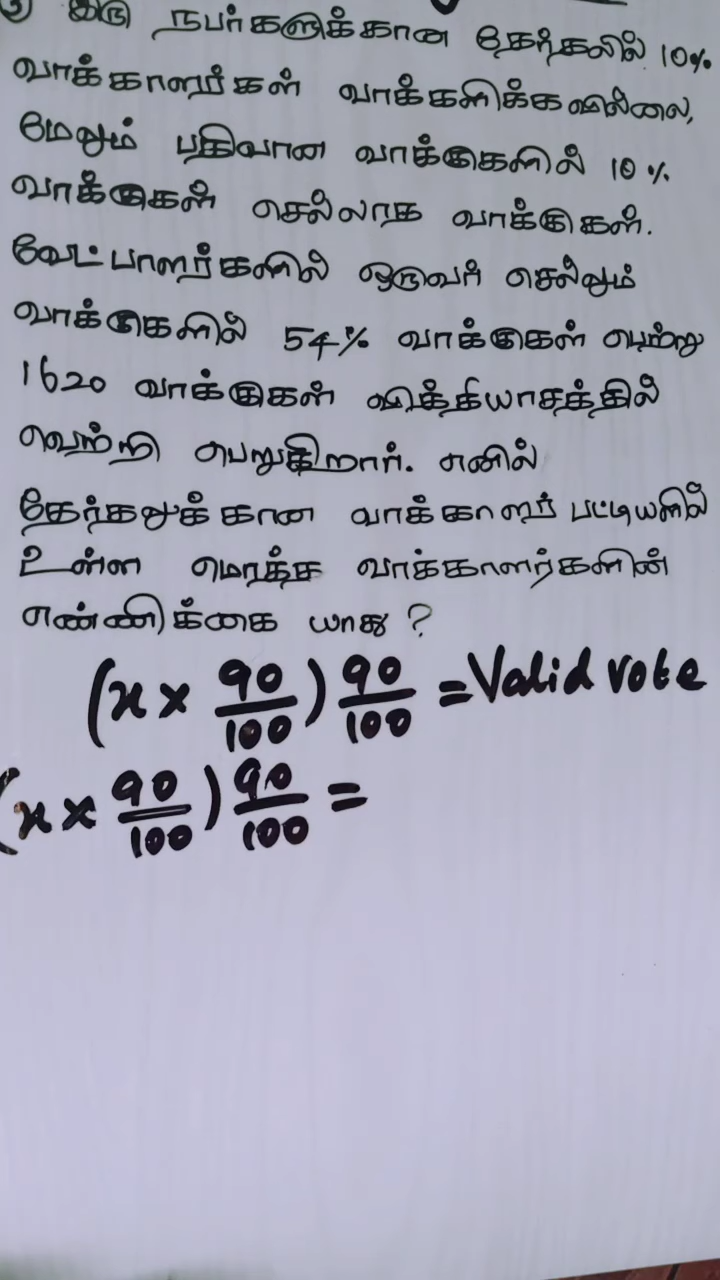 இரு நபர்களுக்கான தேர்தலில் 10%
வாக்காளர்கள் வாக்களிக்கவில்லை,
மேலும் பதிவான வாக்குகளில் 10%
வாக்குகள் செல்லாத வாக்குகள்.
வேட்பாளர்களில் ஒருவர் செல்லும்
வாக்குகளில் 54% வாக்குகள் பெற்று
1620 வாக்குகள் வித்தியாசத்தில்
வெற்றி பெறுகிறார். எனில்
தேர்தலுக்கான வாக்காளர் பட்டியலில்
உள்ள மொத்த வாக்காளர்களின்
எண்ணிக்கை யாது?
(x × 90/100) 90/100 = Valid vote
(x × 90/100) 90/100 =